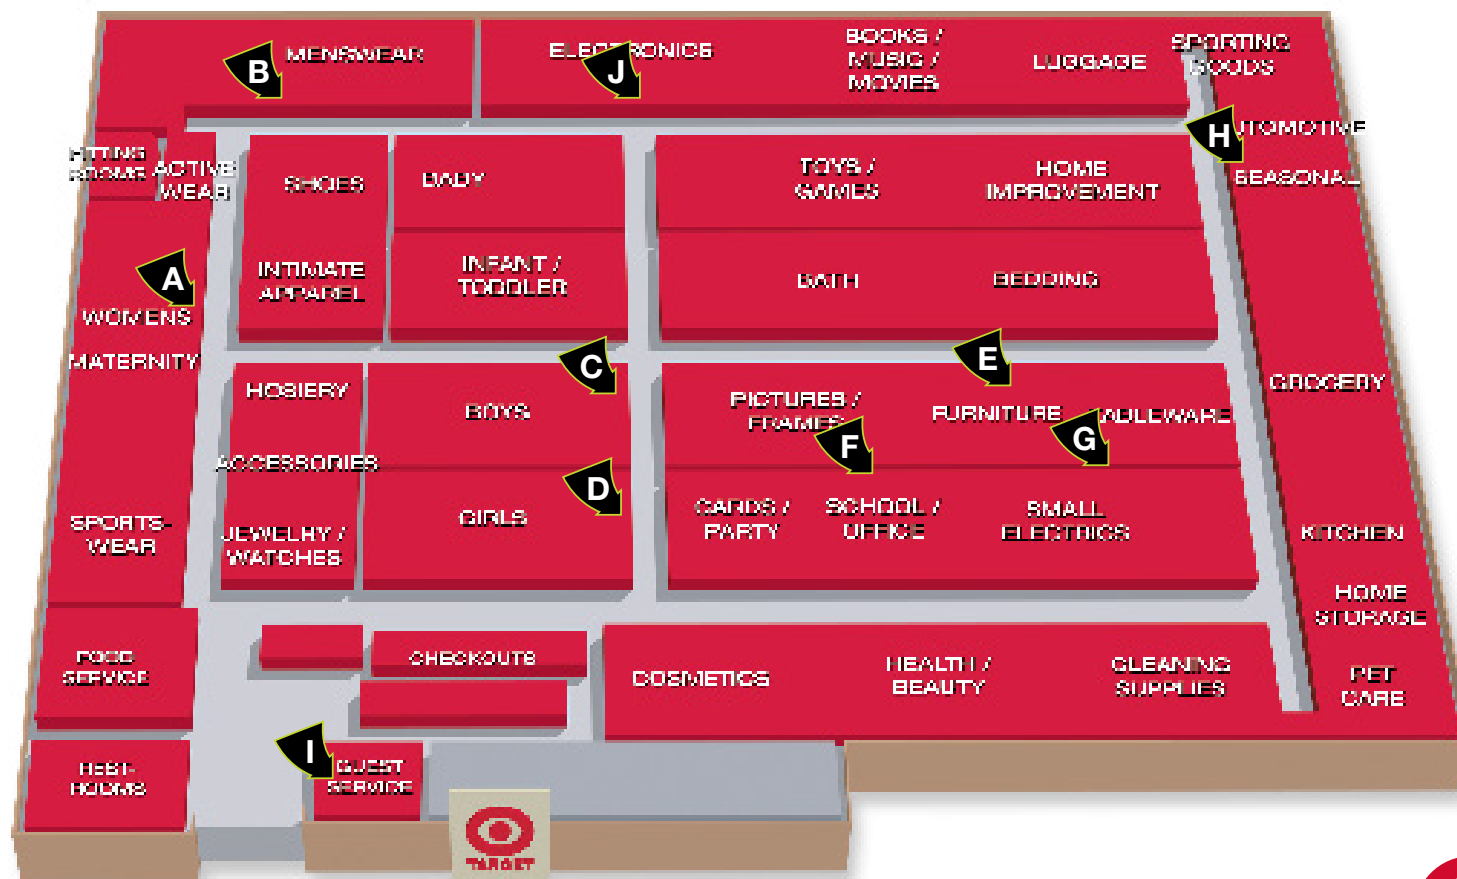 MENSWEAR
B
ELECTRONICS
J
BOOKS /
MUSIC /
MOVIES
LUGGAGE
SPORTING
GOODS
H
AUTOMOTIVE
SEASONAL
FITTING
ROOMS
ACTIVE
WEAR
SHOES
BABY
TOYS /
GAMES
HOME
IMPROVEMENT
A
WOMENS
MATERNITY
INTIMATE
APPAREL
INFANT /
TODDLER
BATH
BEDDING
C
E
HOSIERY
BOYS
PICTURES /
FRAMES
FURNITURE
TABLEWARE
GROCERY
F
G
ACCESSORIES
D
SPORTS-
WEAR
JEWELRY /
WATCHES
GIRLS
CARDS /
PARTY
SCHOOL /
OFFICE
SMALL
ELECTRICS
KITCHEN
HOME
STORAGE
FOOD
SERVICE
CHECKOUTS
COSMETICS
HEALTH /
BEAUTY
CLEANING
SUPPLIES
PET
CARE
REST-
ROOMS
I
GUEST
SERVICE
TARGET